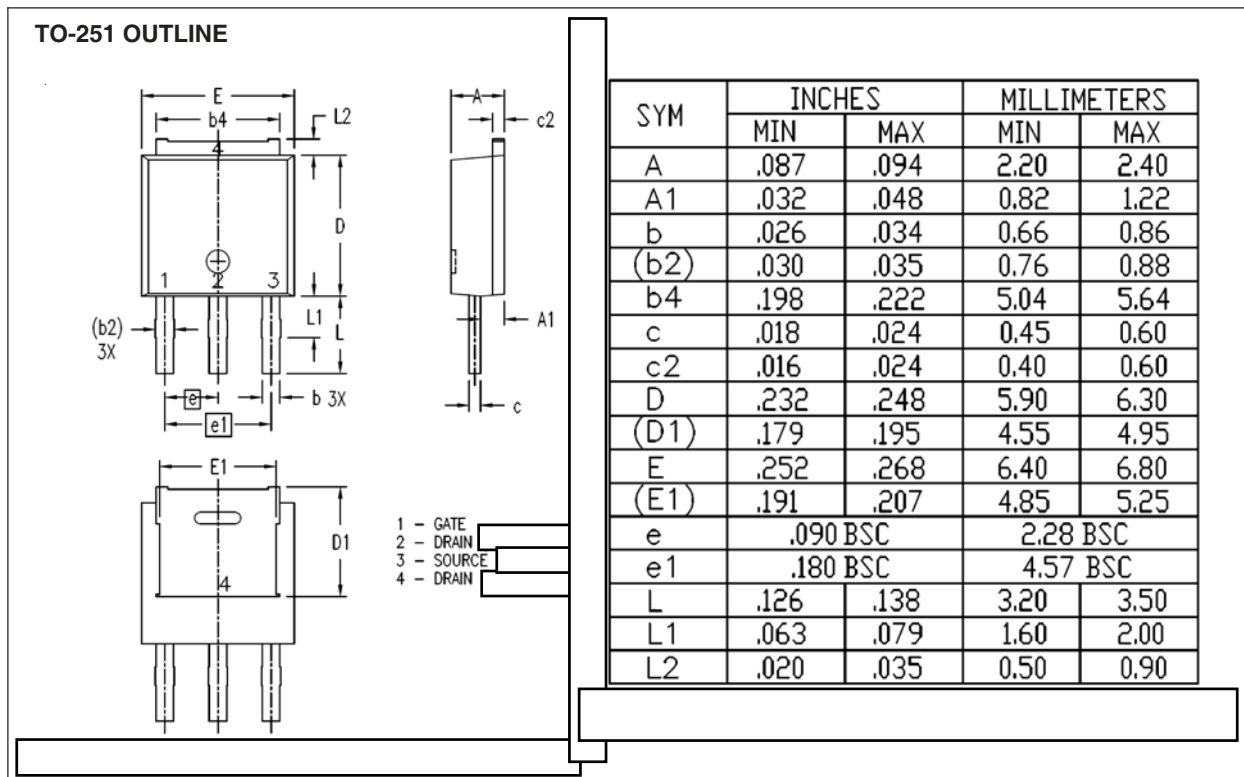 TO-251 OUTLINE
E
b4
L2
4
D
1 2 3
(b2)
3X
L1
L
e
b 3X
e1
A
c2
A1
c
E1
D1
4
1 – GATE
2 – DRAIN
3 – SOURCE
4 – DRAIN
SYM INCHES MILLIMETERS
MIN MAX MIN MAX
A .087 .094 2.20 2.40
A1 .032 .048 0.82 1.22
b .026 .034 0.66 0.86
(b2) .030 .035 0.76 0.88
b4 .198 .222 5.04 5.64
c .018 .024 0.45 0.60
c2 .016 .024 0.40 0.60
D .232 .248 5.90 6.30
(D1) .179 .195 4.55 4.95
E .252 .268 6.40 6.80
(E1) .191 .207 4.85 5.25
e .090 BSC 2.28 BSC
e1 .180 BSC 4.57 BSC
L .126 .138 3.20 3.50
L1 .063 .079 1.60 2.00
L2 .020 .035 0.50 0.90